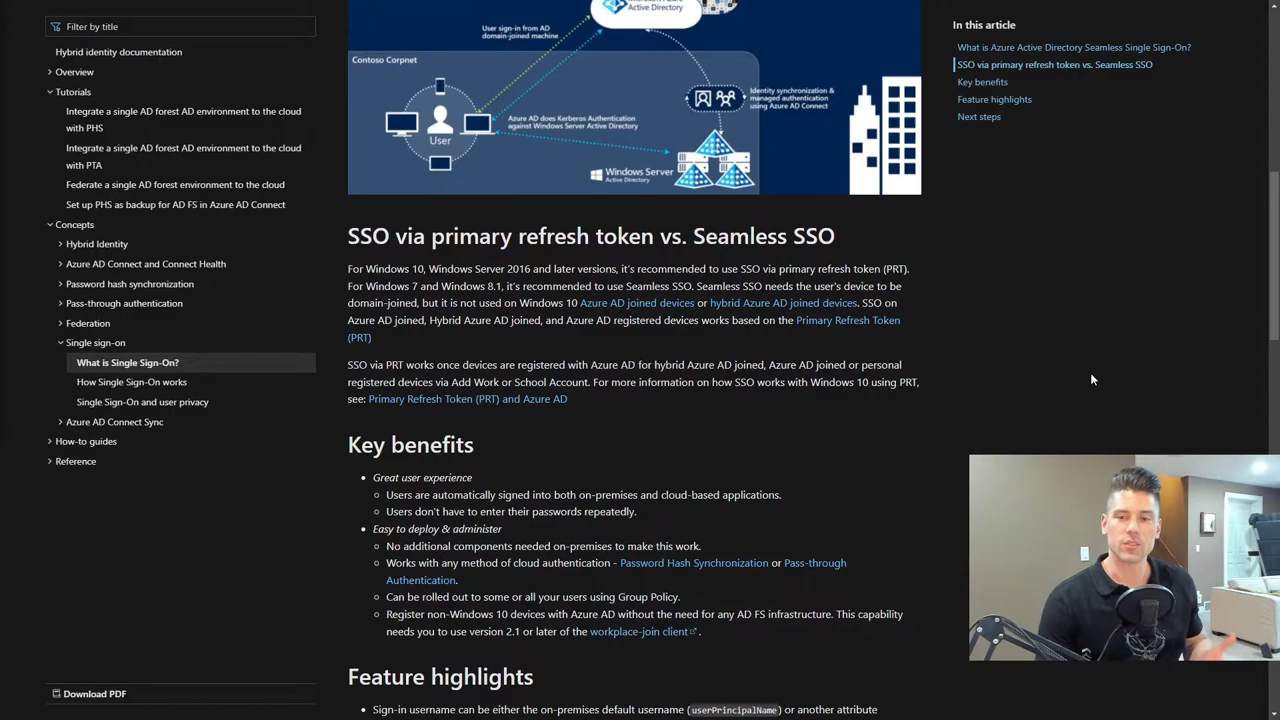 Filter by title
Hybrid identity documentation
Overview
Tutorials
Integrate a single AD forest AD environment to the cloud
with PHS
Integrate a single AD forest AD environment to the cloud
with PTA
Federate a single AD forest environment to the cloud
Set up PHS as backup for AD FS in Azure AD Connect
Concepts
Hybrid Identity
Azure AD Connect and Connect Health
Password hash synchronization
Pass-through authentication
Federation
Single sign-on
What is Single Sign-On?
How Single Sign-On works
Single Sign-On and user privacy
Azure AD Connect Sync
How-to guides
Reference
Download PDF
Active Directory
User sign-in from AD
domain-joined machine
Contoso Corpnet
User
Azure AD does Kerberos Authentication
against Windows Server Active Directory
Identity synchronization &
managed authentication
using Azure AD Connect
Windows Server
Active Directory
SSO via primary refresh token vs. Seamless SSO
For Windows 10, Windows Server 2016 and later versions, it's recommended to use SSO via primary refresh token (PRT).
For Windows 7 and Windows 8.1, it's recommended to use Seamless SSO. Seamless SSO needs the user's device to be
domain-joined, but it is not used on Windows 10 Azure AD joined devices or hybrid Azure AD joined devices. SSO on
Azure AD joined, Hybrid Azure AD joined, and Azure AD registered devices works based on the Primary Refresh Token
(PRT)
SSO via PRT works once devices are registered with Azure AD for hybrid Azure AD joined, Azure AD joined or personal
registered devices via Add Work or School Account. For more information on how SSO works with Windows 10 using PRT,
see: Primary Refresh Token (PRT) and Azure AD
Key benefits
Great user experience
Users are automatically signed into both on-premises and cloud-based applications.
Users don't have to enter their passwords repeatedly.
Easy to deploy & administer
No additional components needed on-premises to make this work.
Works with any method of cloud authentication - Password Hash Synchronization or Pass-through
Authentication.
Can be rolled out to some or all your users using Group Policy.
Register non-Windows 10 devices with Azure AD without the need for any AD FS infrastructure. This capability
needs you to use version 2.1 or later of the workplace-join client.
Feature highlights
Sign-in username can be either the on-premises default username (userPrincipalName) or another attribute
In this article
What is Azure Active Directory Seamless Single Sign-On?
SSO via primary refresh token vs. Seamless SSO
Key benefits
Feature highlights
Next steps